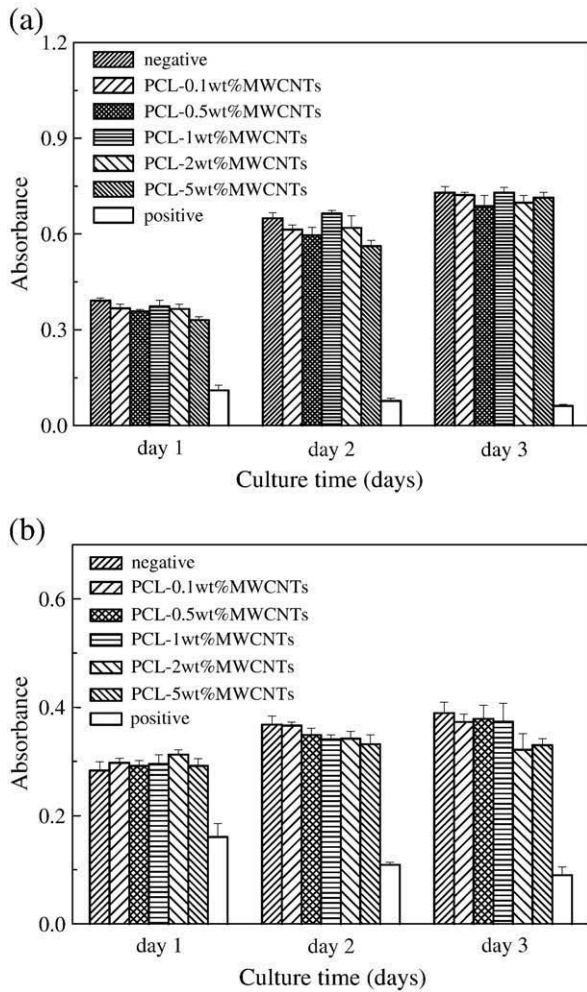 (a)
1.2
0.9
0.6
0.3
0.0
Absorbance
negative
PCL-0.1wt%MWCNTs
PCL-0.5wt%MWCNTs
PCL-1wt%MWCNTs
PCL-2wt%MWCNTs
PCL-5wt%MWCNTs
positive
day 1 day 2 day 3
Culture time (days)
(b)
0.6
0.4
0.2
0.0
Absorbance
negative
PCL-0.1wt%MWCNTs
PCL-0.5wt%MWCNTs
PCL-1wt%MWCNTs
PCL-2wt%MWCNTs
PCL-5wt%MWCNTs
positive
day 1 day 2 day 3
Culture time (days)